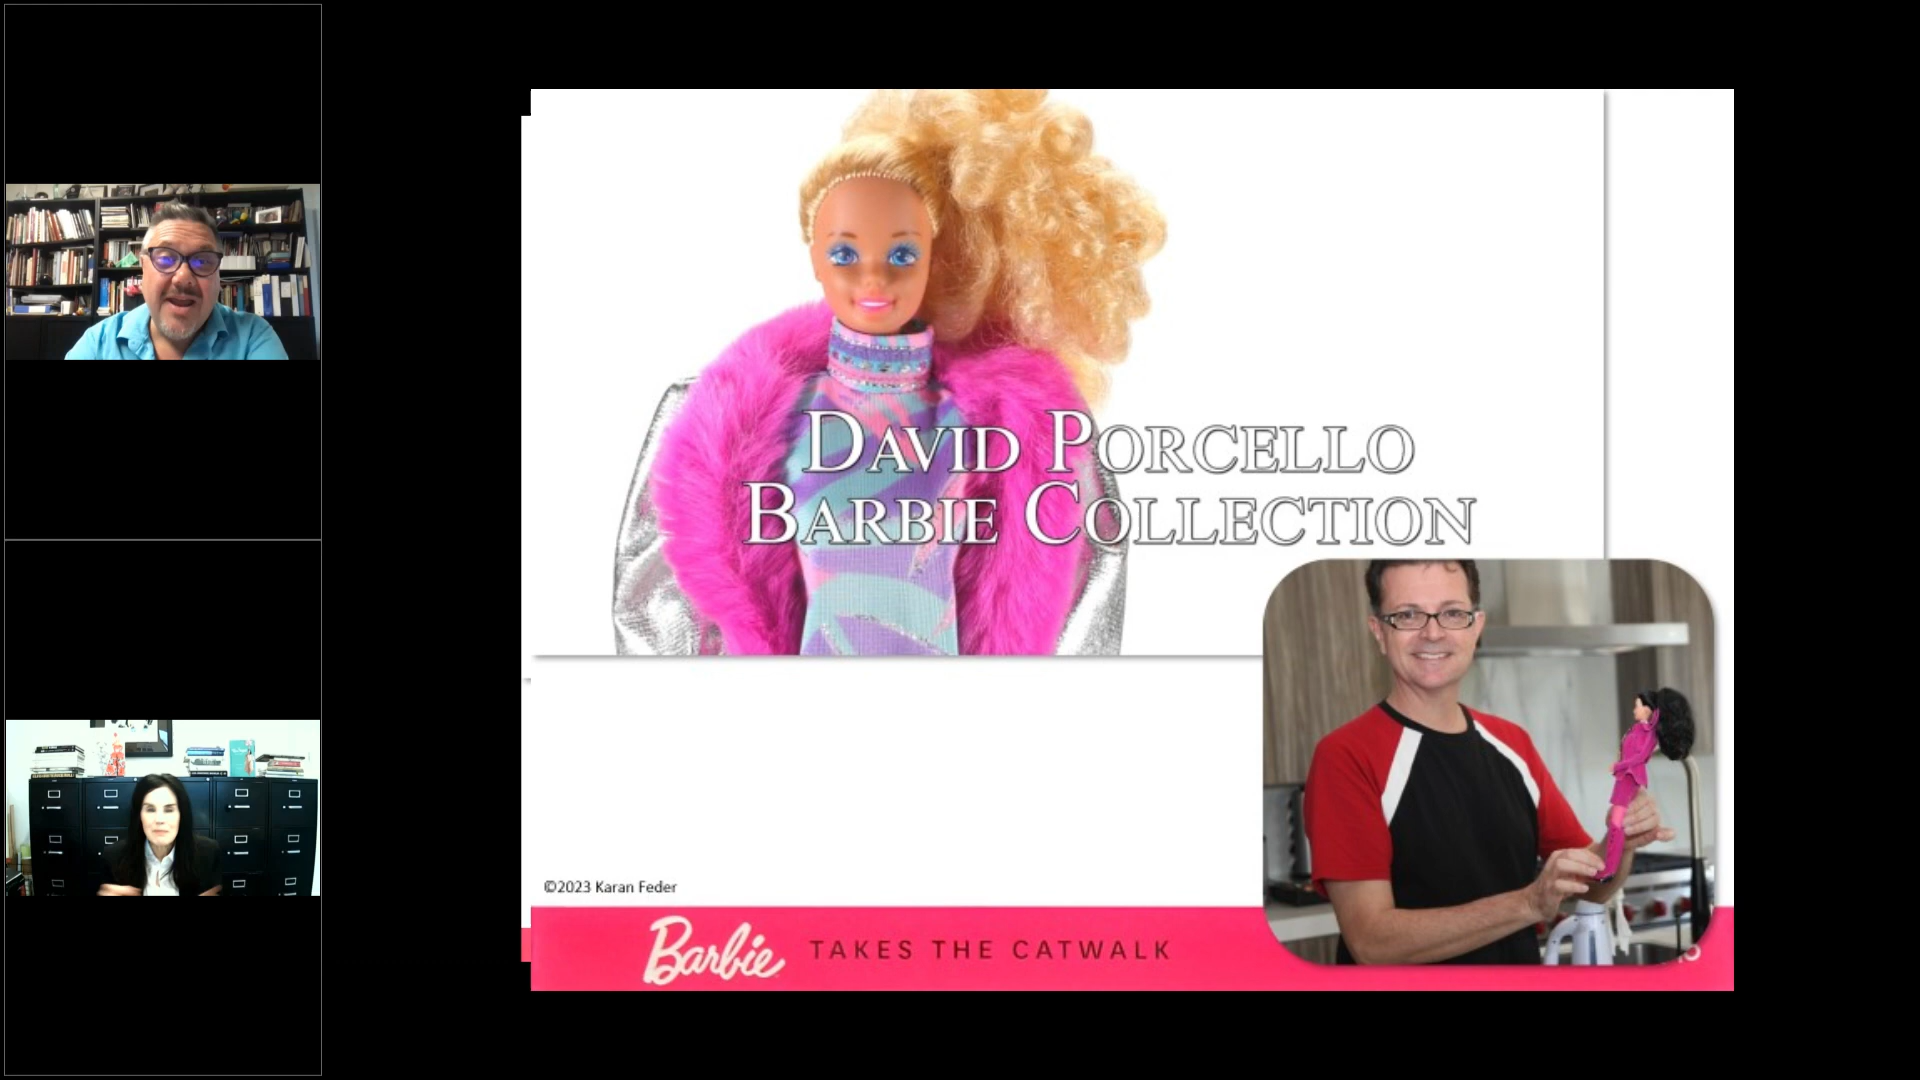 DAVID PORCELLO
BARBIE COLLECTION
©2023 Karan Feder
Barbie TAKES THE CATWALK